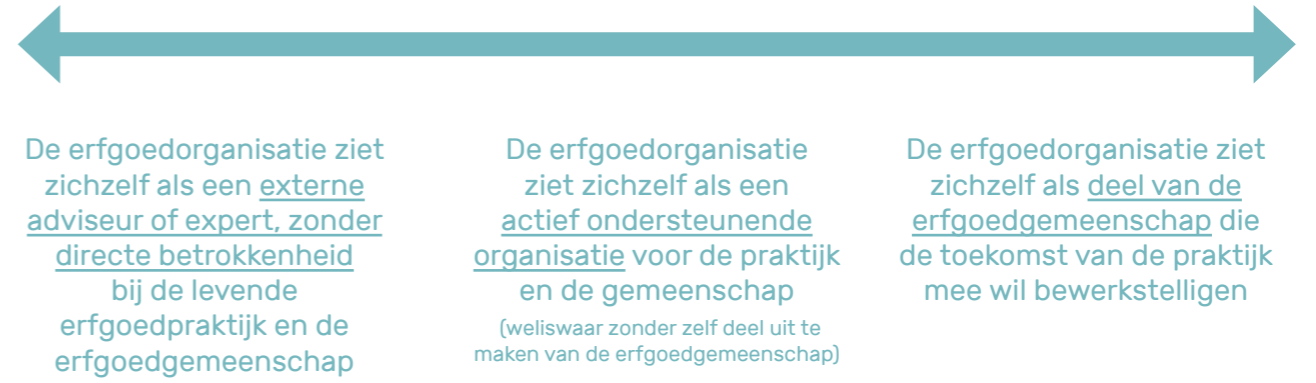 De erfgoedorganisatie ziet
zichzelf als een externe
adviseur of expert, zonder
directe betrokkenheid
bij de levende
erfgoedpraktijk en de
erfgoedgemeenschap
De erfgoedorganisatie
ziet zichzelf als een
actief ondersteunende
organisatie voor de praktijk
en de gemeenschap
(weliswaar zonder zelf deel uit te
maken van de erfgoedgemeenschap)
De erfgoedorganisatie ziet
zichzelf als deel van de
erfgoedgemeenschap die
de toekomst van de praktijk
mee wil bewerkstelligen